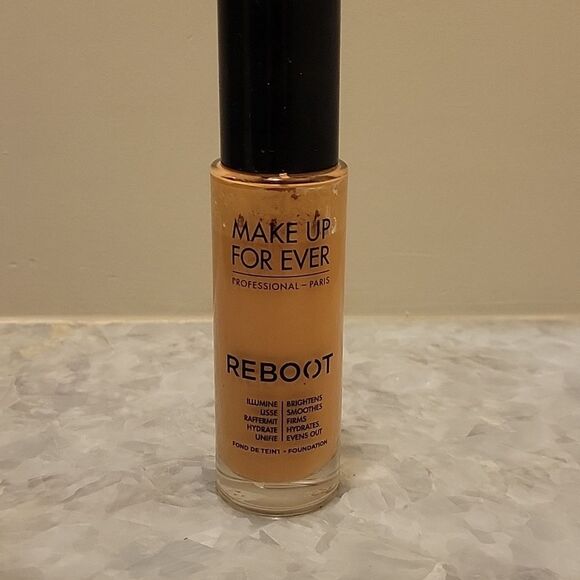 MAKE UP
FOR EVER
PROFESSIONAL – PARIS
REBOOT
ILLUMINE | BRIGHTENS
LISSE | SMOOTHES
RAFFERMIT | FIRMS
HYDRATE | HYDRATES
UNIFIE | EVENS OUT
FOND DE TEINT - FOUNDATION